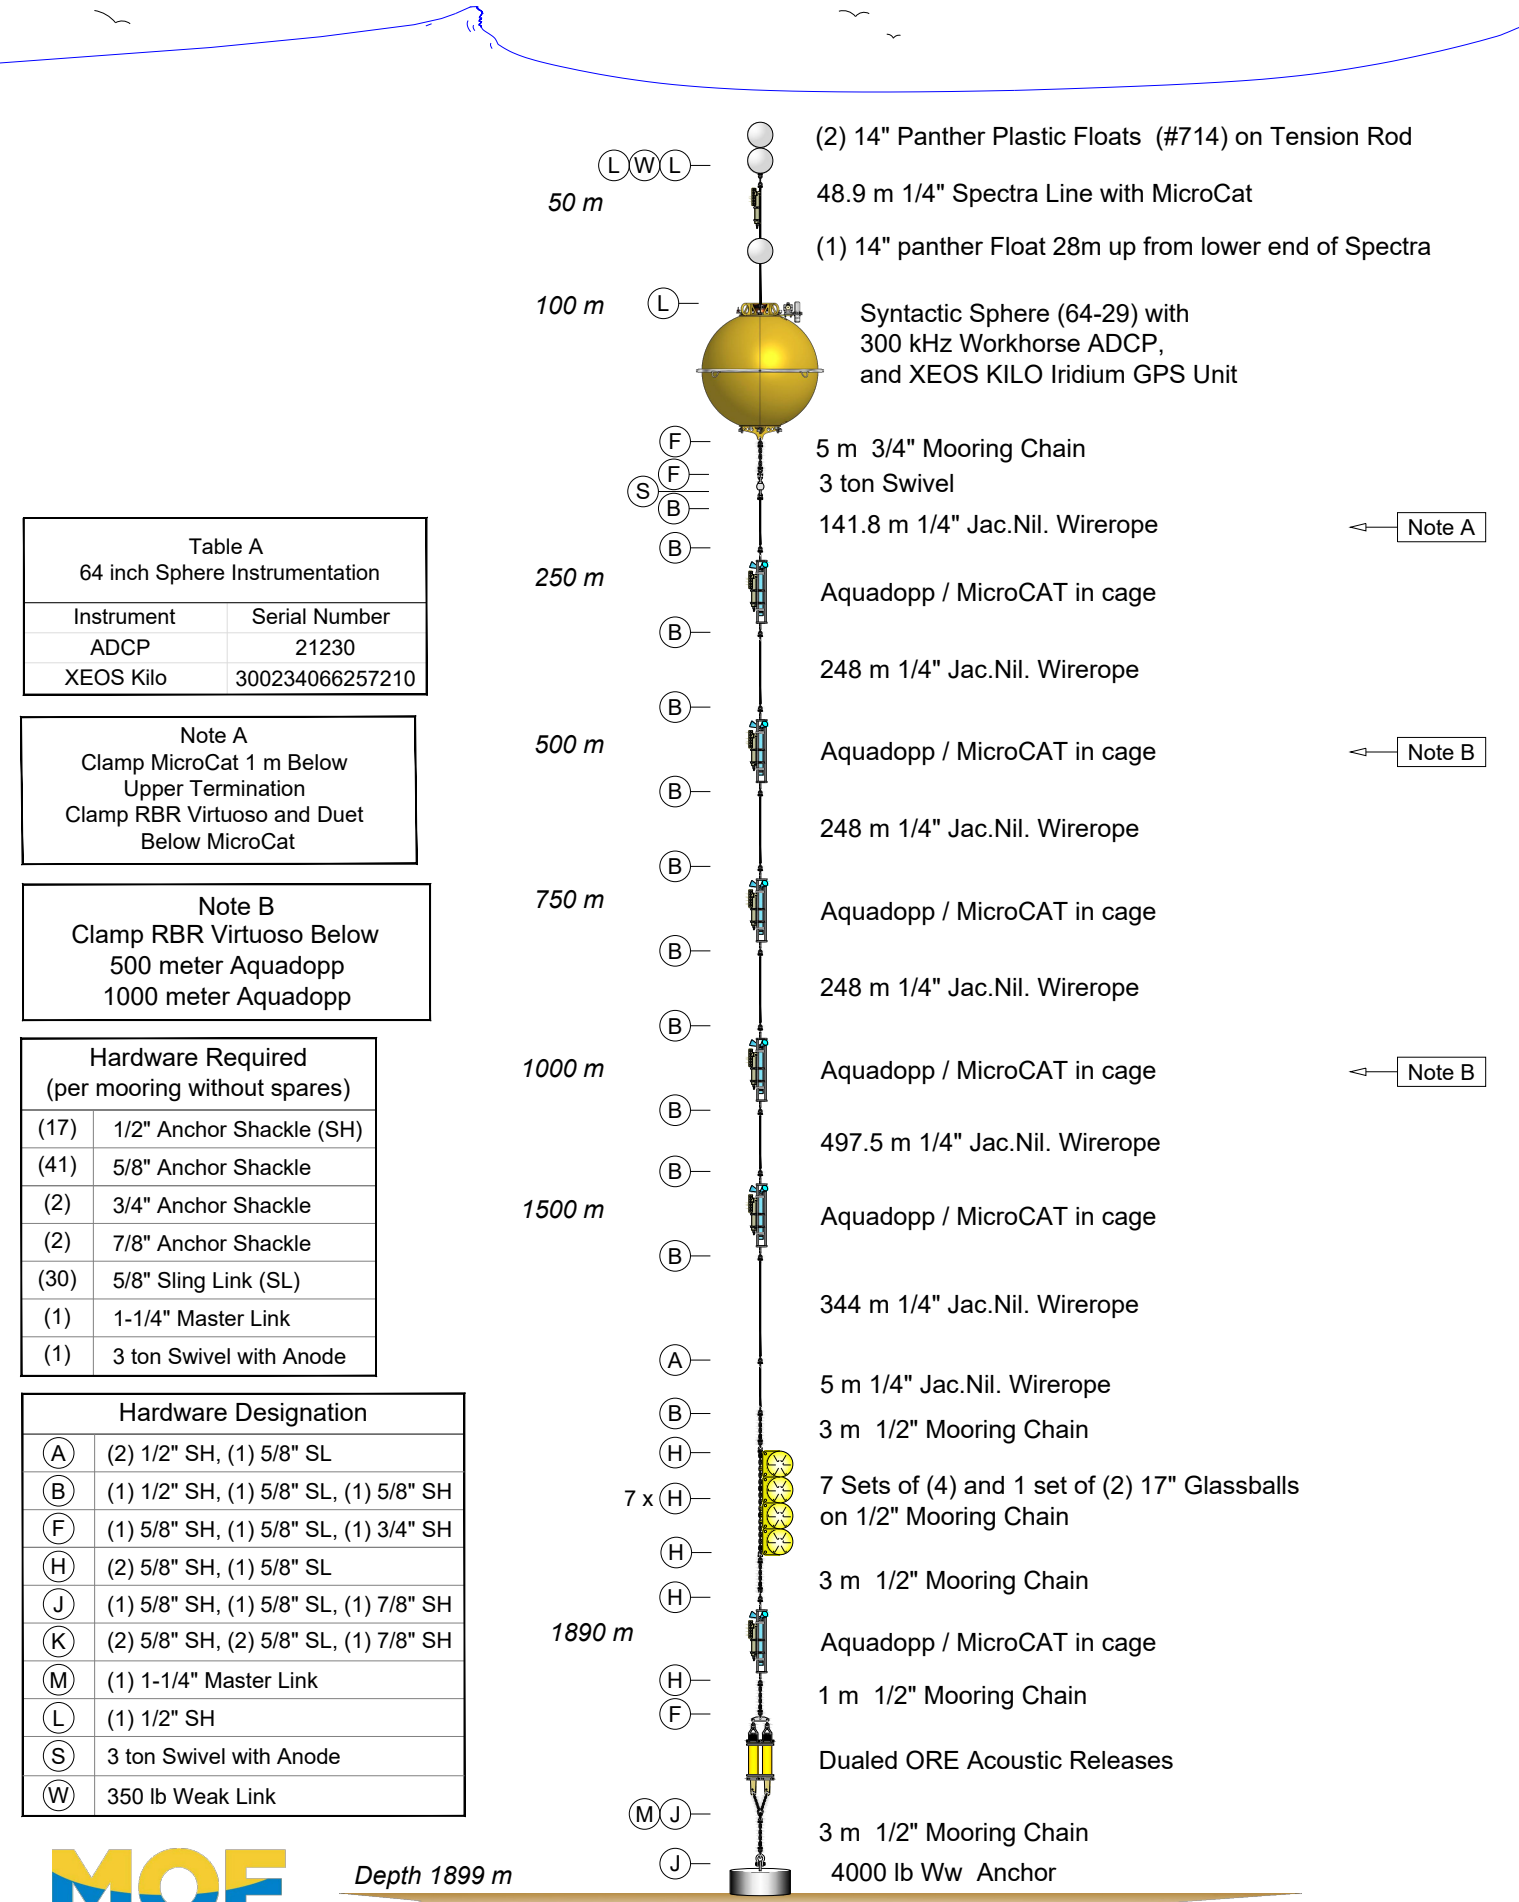 (2) 14" Panther Plastic Floats (#714) on Tension Rod
L W L
50 m
48.9 m 1/4" Spectra Line with MicroCat
(1) 14" panther Float 28m up from lower end of Spectra
100 m
L
Syntactic Sphere (64-29) with
300 kHz Workhorse ADCP,
and XEOS KILO Iridium GPS Unit
F
5 m 3/4" Mooring Chain
F
3 ton Swivel
S
B
141.8 m 1/4" Jac.Nil. Wirerope
Note A
B
250 m
Aquadopp / MicroCAT in cage
B
248 m 1/4" Jac.Nil. Wirerope
B
500 m
Aquadopp / MicroCAT in cage
Note B
B
248 m 1/4" Jac.Nil. Wirerope
B
750 m
Aquadopp / MicroCAT in cage
B
248 m 1/4" Jac.Nil. Wirerope
B
1000 m
Aquadopp / MicroCAT in cage
Note B
B
497.5 m 1/4" Jac.Nil. Wirerope
B
1500 m
Aquadopp / MicroCAT in cage
B
344 m 1/4" Jac.Nil. Wirerope
A
5 m 1/4" Jac.Nil. Wirerope
B
3 m 1/2" Mooring Chain
H
7 Sets of (4) and 1 set of (2) 17" Glassballs
7 x H
on 1/2" Mooring Chain
H
3 m 1/2" Mooring Chain
H
1890 m
Aquadopp / MicroCAT in cage
H
1 m 1/2" Mooring Chain
F
Dualed ORE Acoustic Releases
M J
3 m 1/2" Mooring Chain
J
4000 lb Ww Anchor
Depth 1899 m
Table A
64 inch Sphere Instrumentation
Instrument Serial Number
ADCP 21230
XEOS Kilo 300234066257210
Note A
Clamp MicroCat 1 m Below
Upper Termination
Clamp RBR Virtuoso and Duet
Below MicroCat
Note B
Clamp RBR Virtuoso Below
500 meter Aquadopp
1000 meter Aquadopp
Hardware Required
(per mooring without spares)
(17) 1/2" Anchor Shackle (SH)
(41) 5/8" Anchor Shackle
(2) 3/4" Anchor Shackle
(2) 7/8" Anchor Shackle
(30) 5/8" Sling Link (SL)
(1) 1-1/4" Master Link
(1) 3 ton Swivel with Anode
Hardware Designation
A (2) 1/2" SH, (1) 5/8" SL
B (1) 1/2" SH, (1) 5/8" SL, (1) 5/8" SH
F (1) 5/8" SH, (1) 5/8" SL, (1) 3/4" SH
H (2) 5/8" SH, (1) 5/8" SL
J (1) 5/8" SH, (1) 5/8" SL, (1) 7/8" SH
K (2) 5/8" SH, (2) 5/8" SL, (1) 7/8" SH
M (1) 1-1/4" Master Link
L (1) 1/2" SH
S 3 ton Swivel with Anode
W 350 lb Weak Link